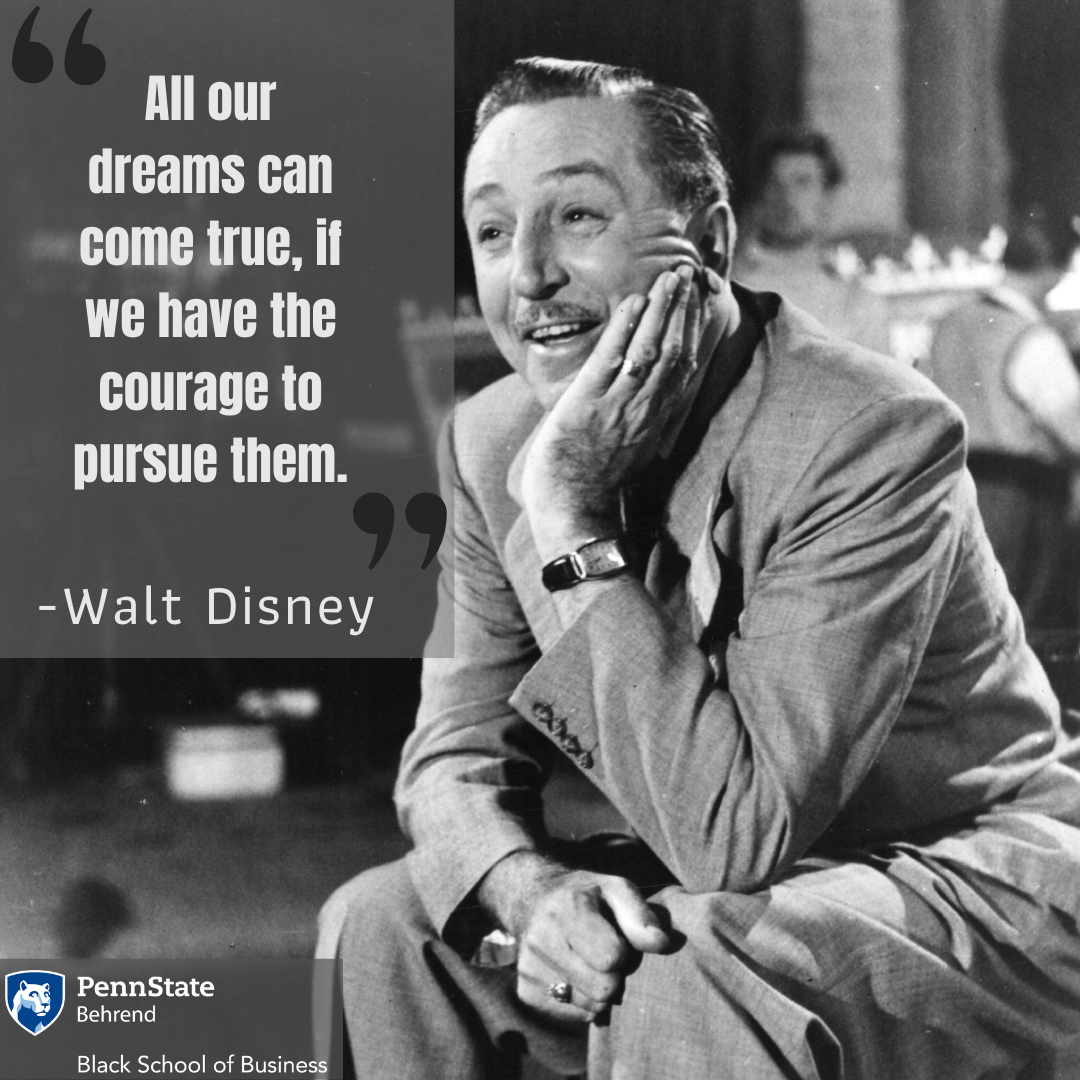 “
All our
dreams can
come true, if
we have the
courage to
pursue them.
”
-Walt Disney
PennState
Behrend
Black School of Business